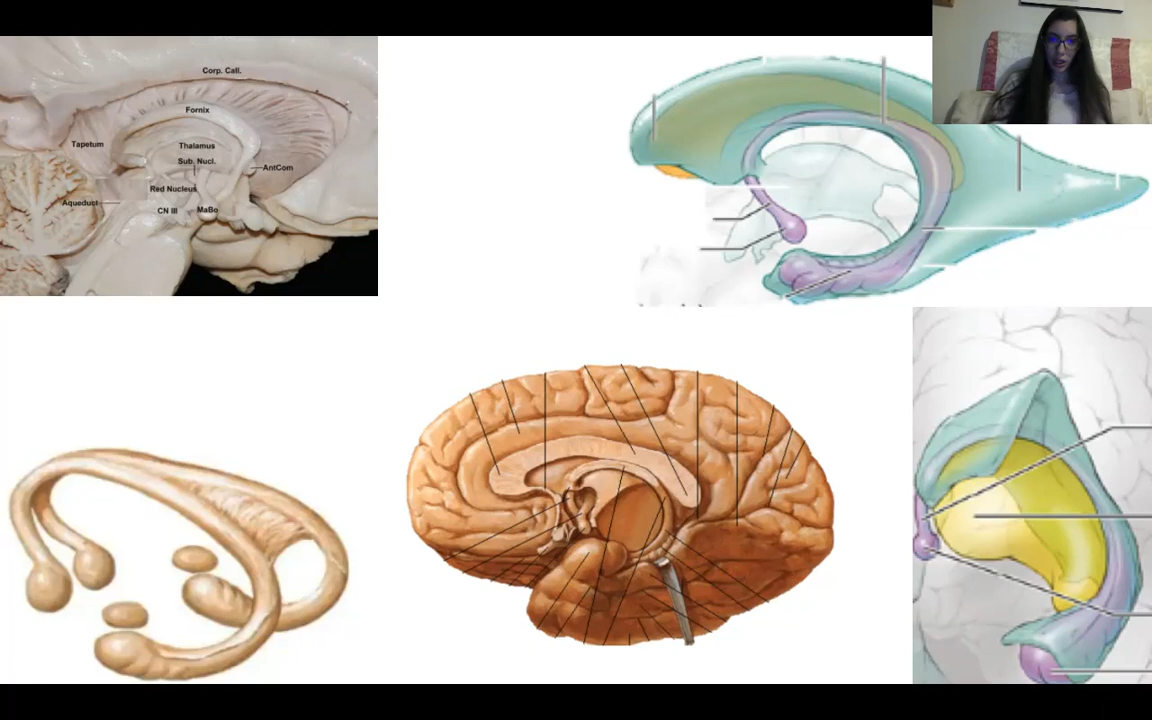 Corp. Call.
Fornix
Tapetum
Thalamus
Sub. Nucl.
AntCom
Red Nucleus
Aqueduct
CN III
MaBo